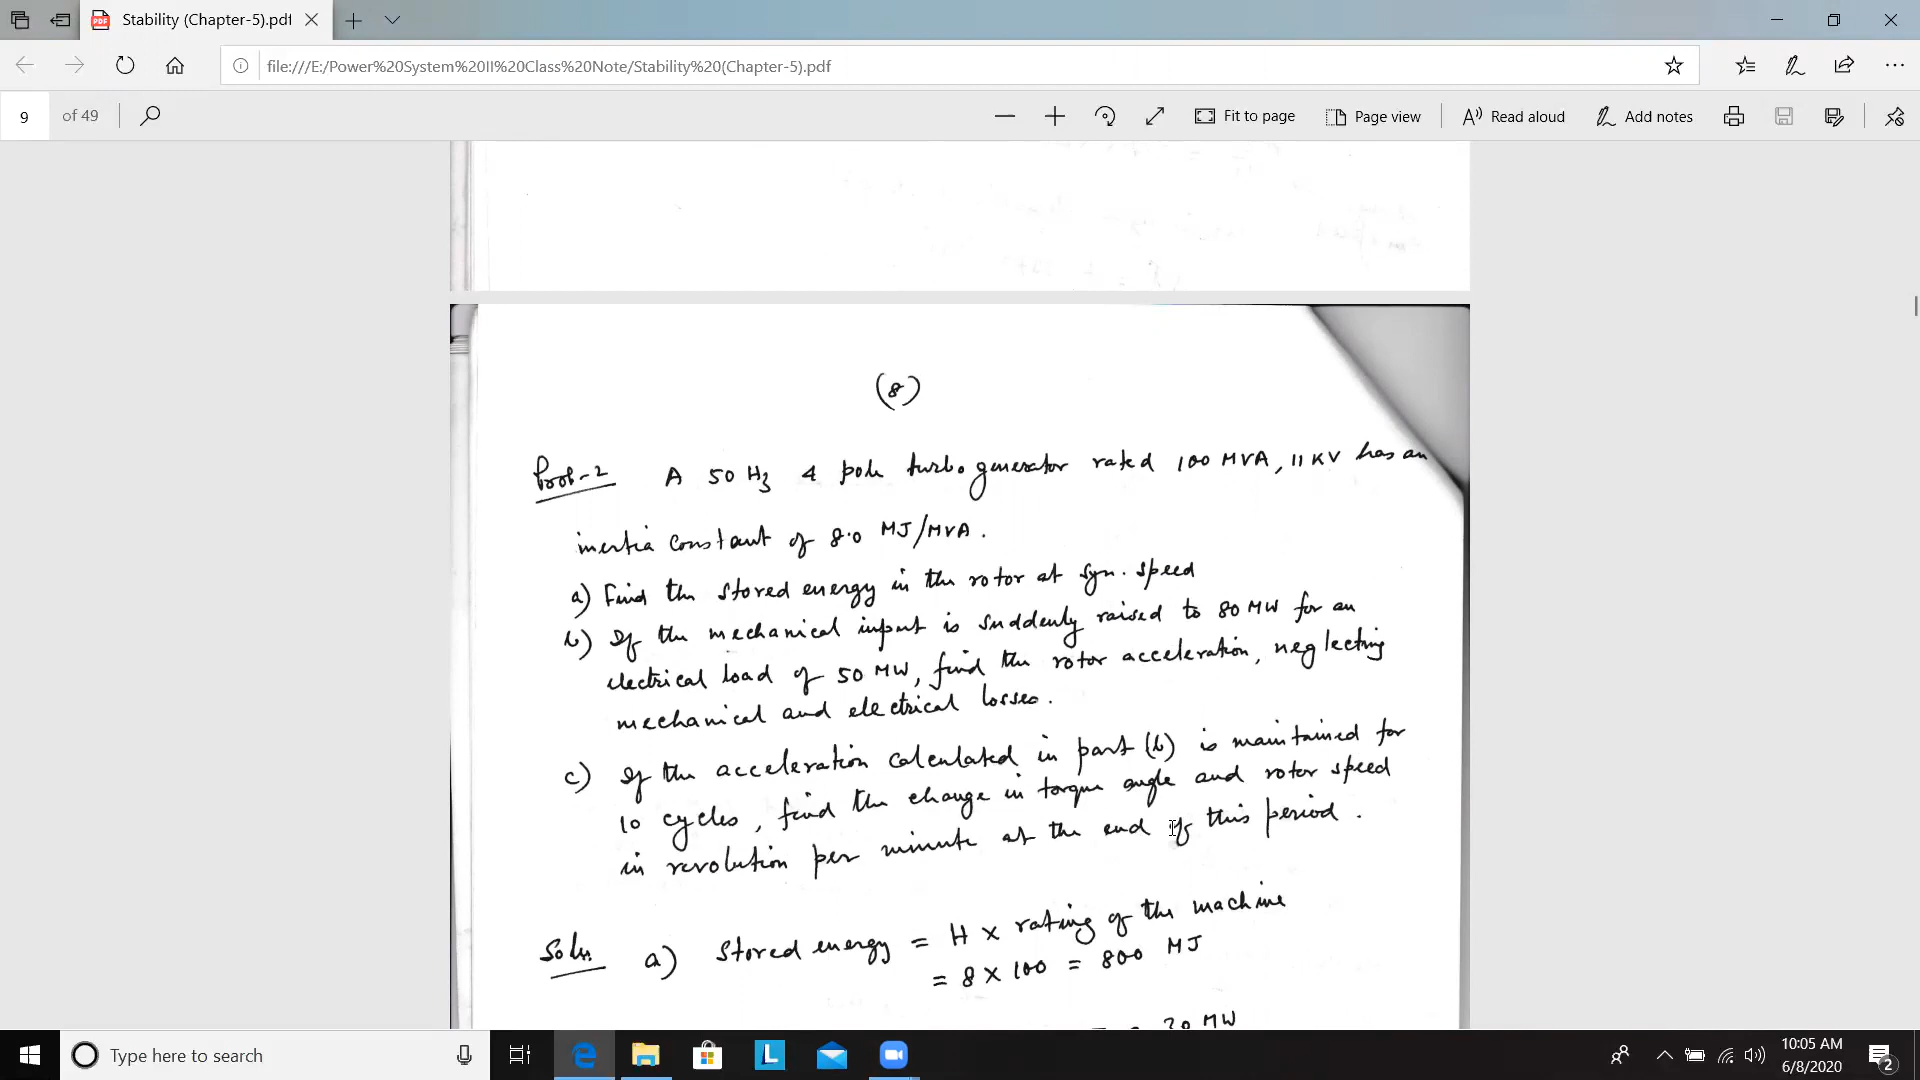 Stability (Chapter-5).pdf
file:///E:/Power%20System%20II%20Class%20Note/Stability%20(Chapter-5).pdf
9 of 49
Fit to page
Page view
Read aloud
Add notes
(8)
Prob-2 A 50 Hz 4 pole turbogenerator rated 100 MVA, 11 KV has an
inertia constant of 8.0 MJ/MVA.
a) Find the stored energy in the rotor at syn. speed
b) If the mechanical input is suddenly raised to 80 MW for an
electrical load of 50 MW, find the rotor acceleration, neglecting
mechanical and electrical losses.
c) If the acceleration calculated in part (b) is maintained for
10 cycles, find the change in torque angle and rotor speed
in revolution per minute at the end of this period.
Soln. a) Stored energy = H X rating of the machine
= 8 X 100 = 800 MJ
30 MW
Type here to search
10:05 AM
6/8/2020
2